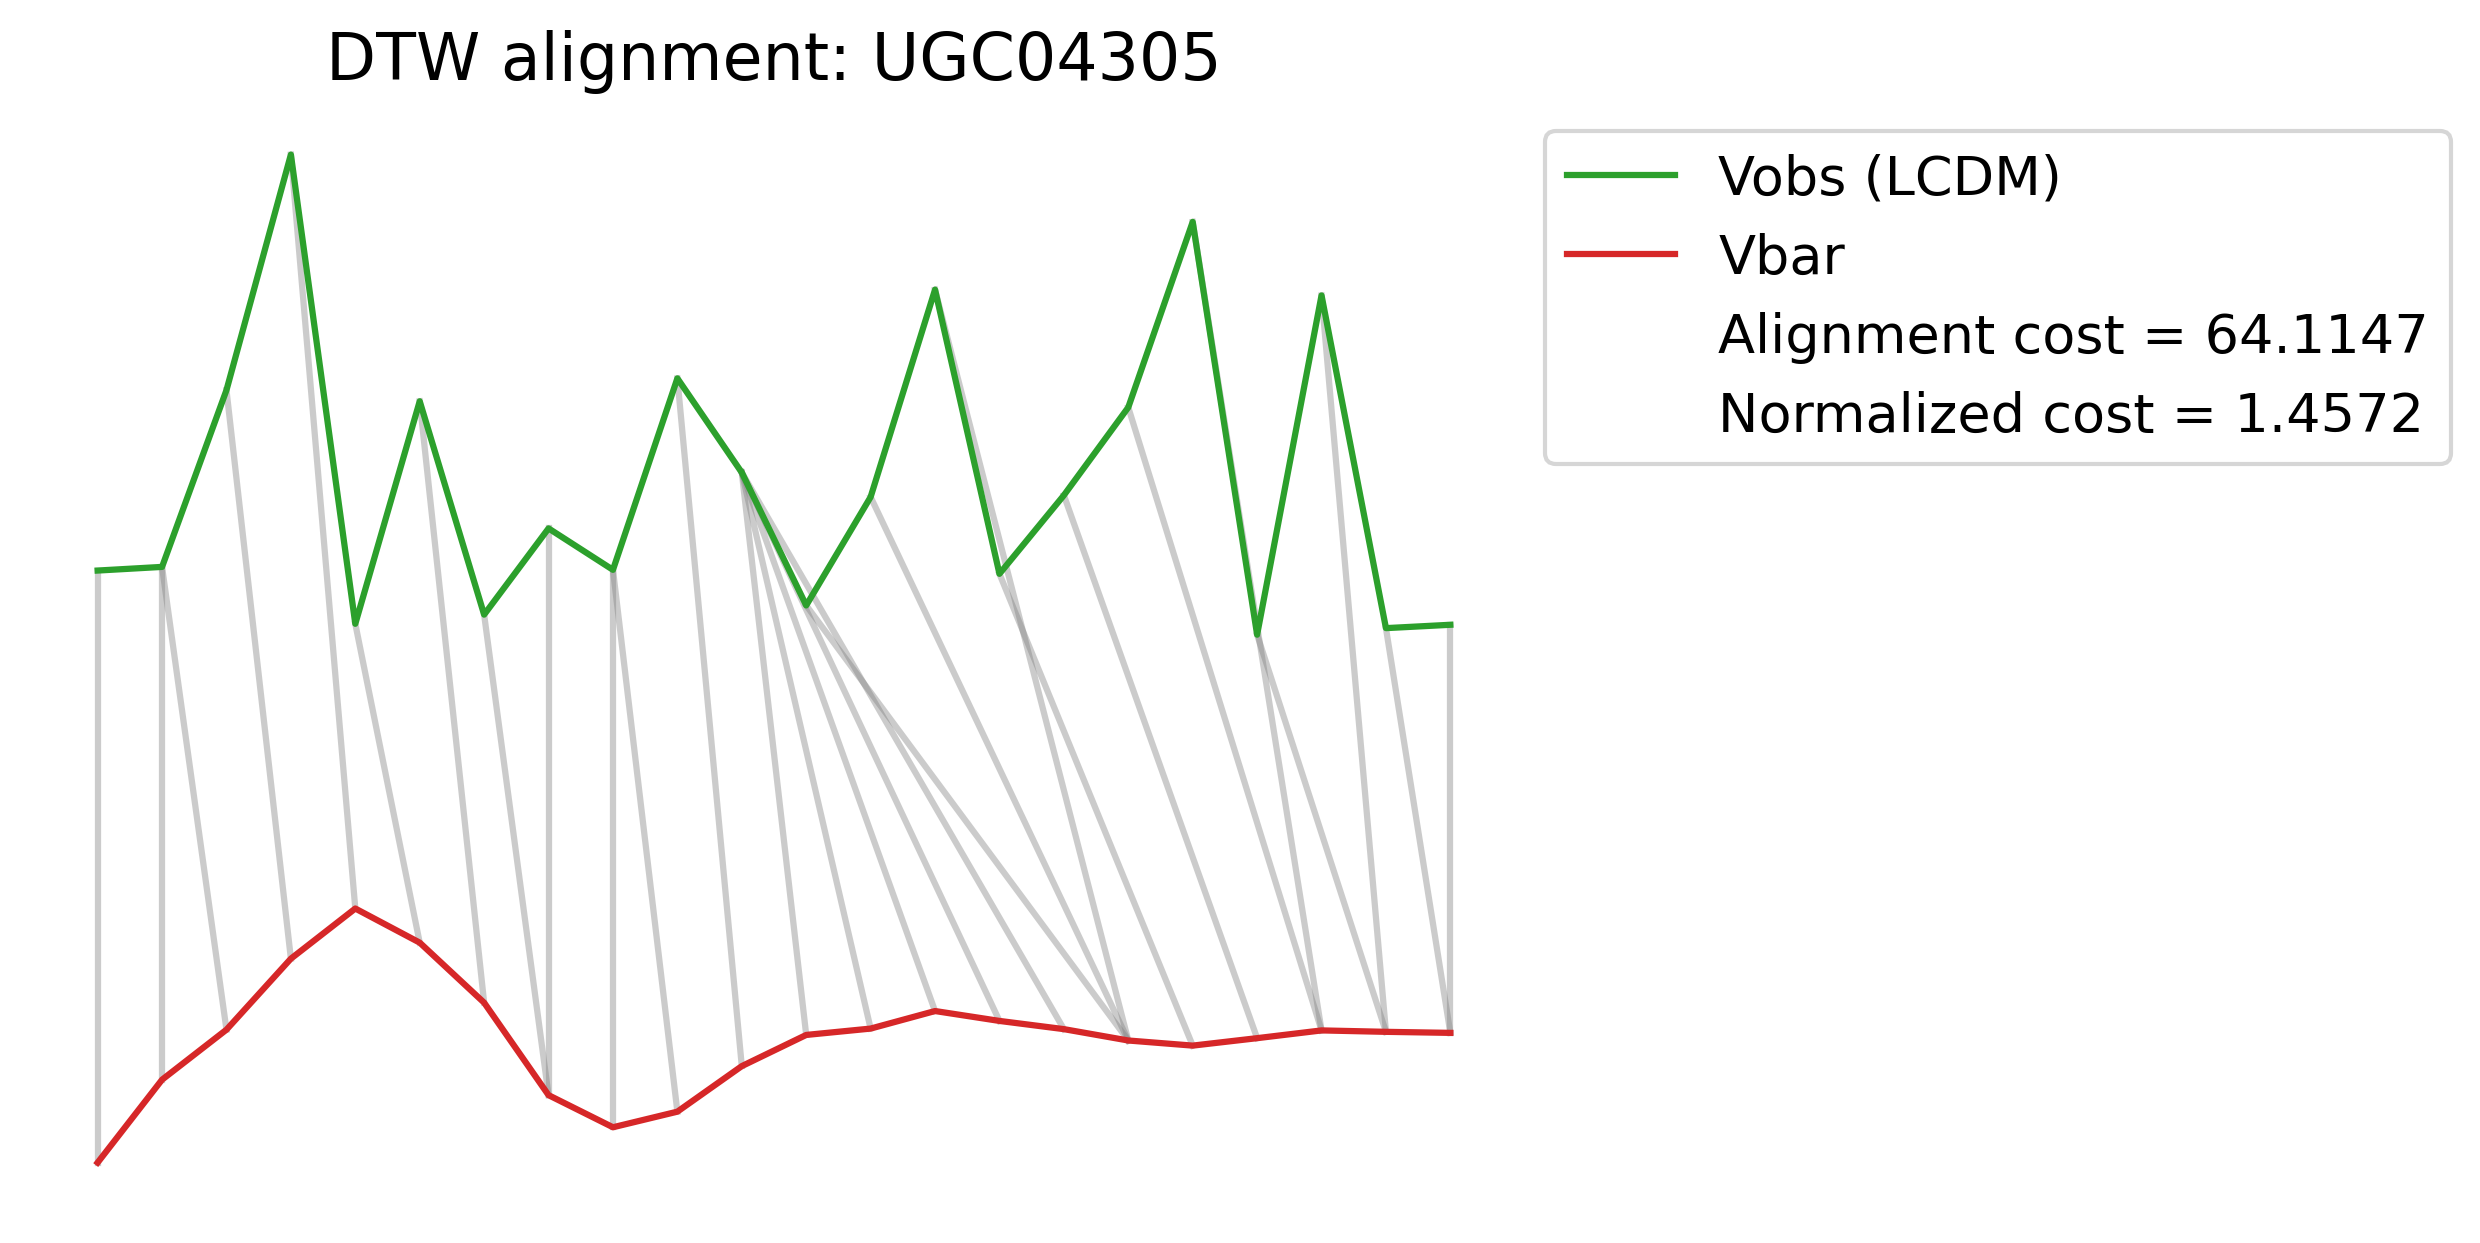 DTW alignment: UGC04305
Vobs (LCDM)
Vbar
Alignment cost = 64.1147
Normalized cost = 1.4572